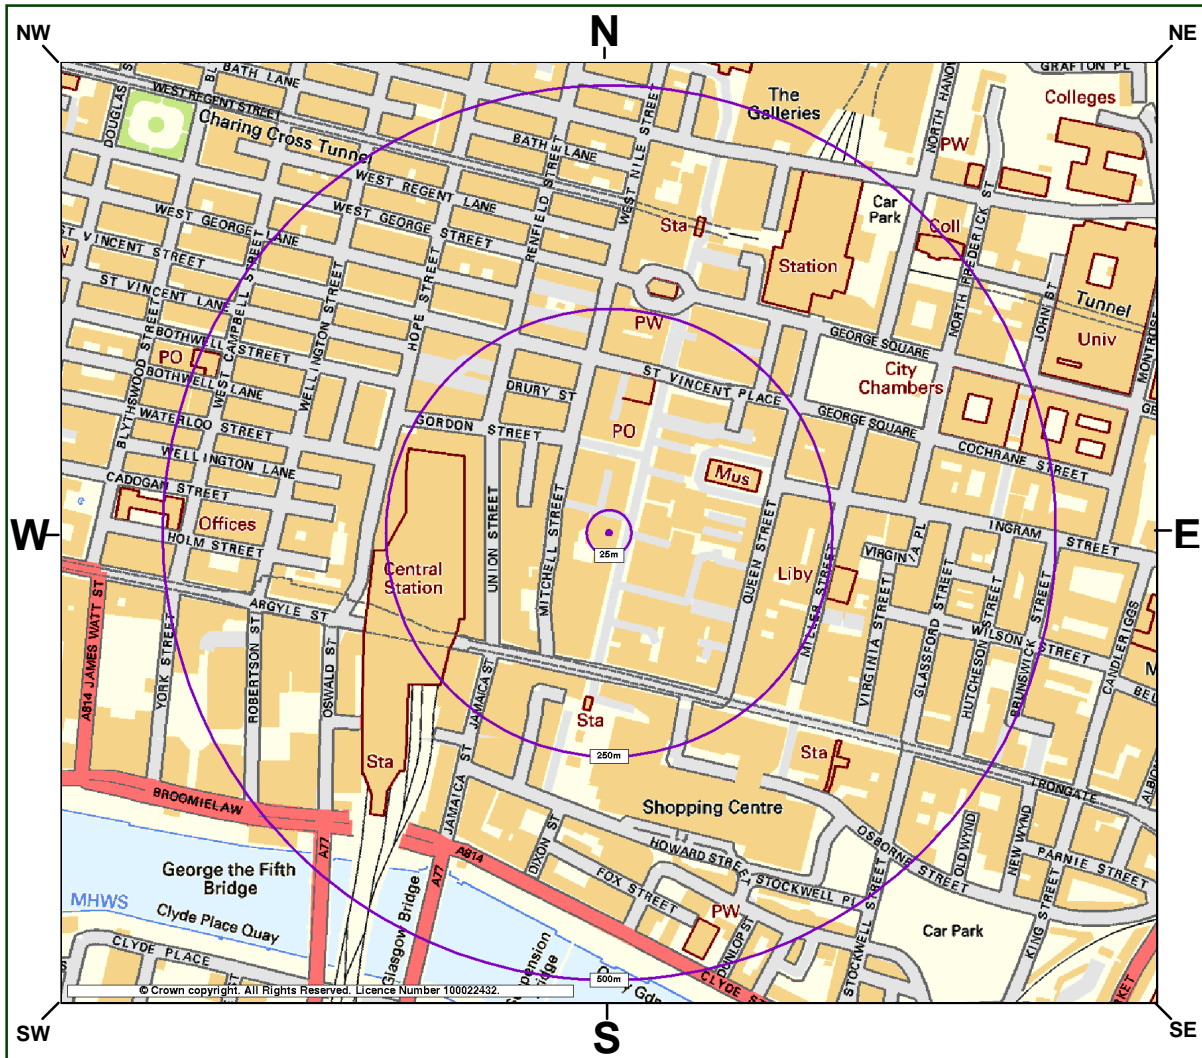 NW
N
NE
W
E
SW
S
SE
BATH LANE
GRAFTON PL
WEST REGENT STREET
DOUGLAS
Charing Cross Tunnel
The
Galleries
Colleges
NORTH HANO
PW
BATH LANE
WEST NILE STREET
RENFIELD STREET
WEST REGENT LANE
WEST GEORGE STREET
WEST GEORGE LANE
ST VINCENT STREET
ST VINCENT LANE
Sta
Car
Park
Coll
NORTH FREDERICK ST
Station
JOHN ST
Tunnel
Univ
MONTROSE
HOPE STREET
WEST CAMPBELL STREET
WELLINGTON STREET
BLYTHSWOOD STREET
BOTHWELL STREET
PO
BOTHWELL LANE
WATERLOO STREET
WELLINGTON LANE
CADOGAN STREET
Offices
HOLM STREET
PW
GEORGE SQUARE
City
Chambers
ST VINCENT PLACE
DRURY ST
GORDON STREET
PO
GEORGE SQUARE
COCHRANE STREET
Mus
UNION STREET
MITCHELL STREET
QUEEN STREET
25m
Central
Station
Liby
MILLER STREET
VIRGINIA PL
INGRAM STREET
VIRGINIA STREET
GLASSFORD STREET
HUTCHESON STREET
BRUNSWICK STREET
WILSON STREET
CANDLERIGGS
BEL
ARGYLE ST
A814 JAMES WATT ST
YORK STREET
ROBERTSON ST
OSWALD ST
JAMAICA ST
JAMAICA ST
Sta
Sta
Sta
250m
BROOMIELAW
TRONGATE
ALBION
Shopping Centre
A77
A814
A77
DIXON ST
HOWARD STREET
FOX STREET
STOCKWELL PL
OSBORNE STREET
OLD WYND
NEW WYND
PARNIE STREET
KING STREET
STOCKWELL STREET
DUNLOP ST
PW
Car Park
George the Fifth
Bridge
MHWS
Clyde Place Quay
CLYDE PLACE
Glasgow Bridge
CLYDE S
500m
© Crown copyright. All Rights Reserved. Licence Number 100022432.